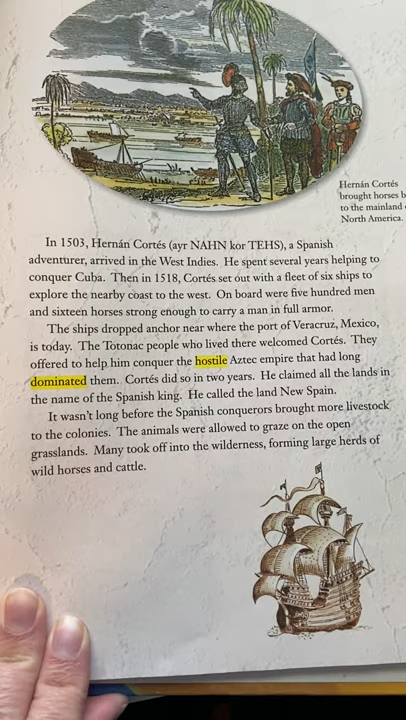 Hernán Cortés
brought horses b
to the mainland
North America.
In 1503, Hernán Cortés (ayr NAHN kor TEHS), a Spanish
adventurer, arrived in the West Indies. He spent several years helping to
conquer Cuba. Then in 1518, Cortés set out with a fleet of six ships to
explore the nearby coast to the west. On board were five hundred men
and sixteen horses strong enough to carry a man in full armor.
The ships dropped anchor near where the port of Veracruz, Mexico,
is today. The Totonac people who lived there welcomed Cortés. They
offered to help him conquer the hostile Aztec empire that had long
dominated them. Cortés did so in two years. He claimed all the lands in
the name of the Spanish king. He called the land New Spain.
It wasn't long before the Spanish conquerors brought more livestock
to the colonies. The animals were allowed to graze on the open
grasslands. Many took off into the wilderness, forming large herds of
wild horses and cattle.